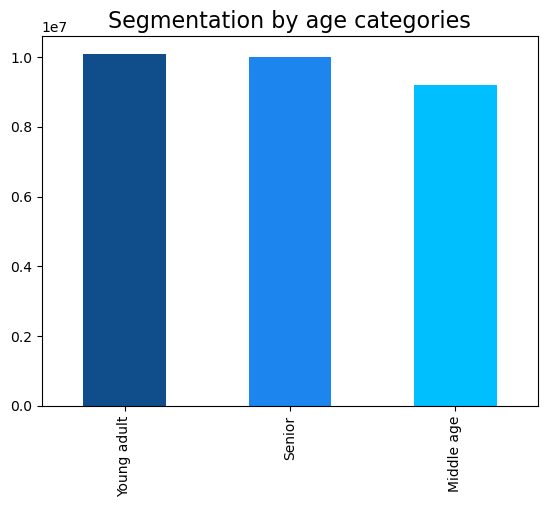 Segmentation by age categories
1e7
1.0
0.8
0.6
0.4
0.2
0.0
Young adult
Senior
Middle age